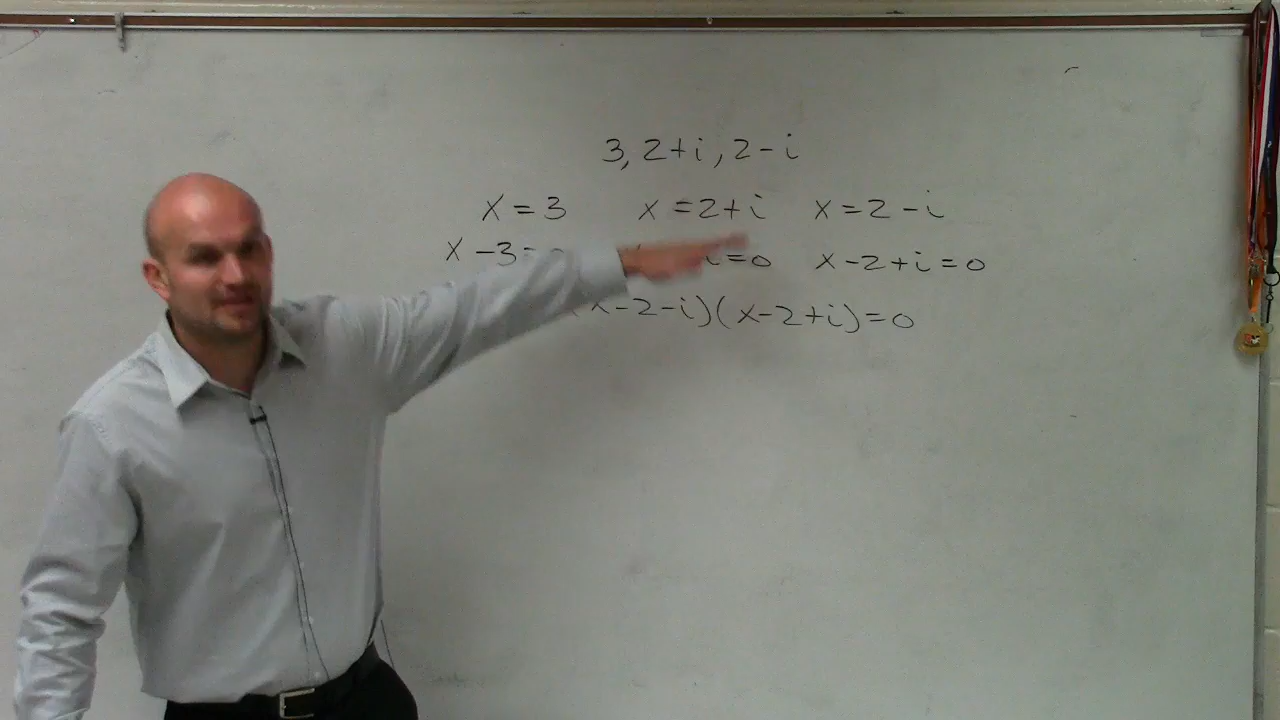 3, 2+i, 2-i
x=3 x=2+i x=2-i
x-3= i=0 x-2+i=0
x-2-i)(x-2+i)=0